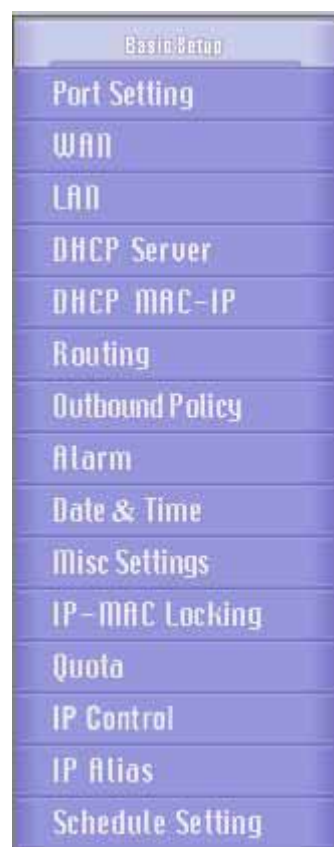 Basic Setup
Port Setting
WAN
LAN
DHCP Server
DHCP MAC-IP
Routing
Outbound Policy
Alarm
Date & Time
Misc Settings
IP-MAC Locking
Quota
IP Control
IP Alias
Schedule Setting